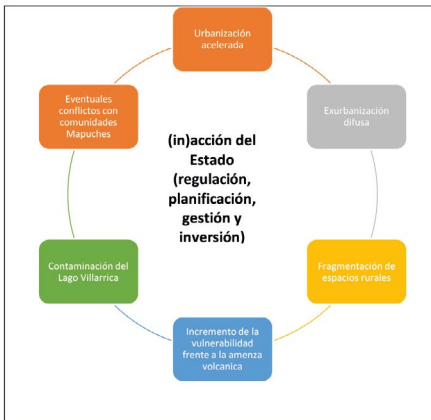 Urbanización
acelerada
Exurbanización
difusa
Fragmentación de
espacios rurales
Incremento de la
vulnerabilidad
frente a la amenza
volcanica
Contaminación del
Lago Villarrica
Eventuales
conflictos con
comunidades
Mapuches
(in)acción del
Estado
(regulación,
planificación,
gestión y
inversión)